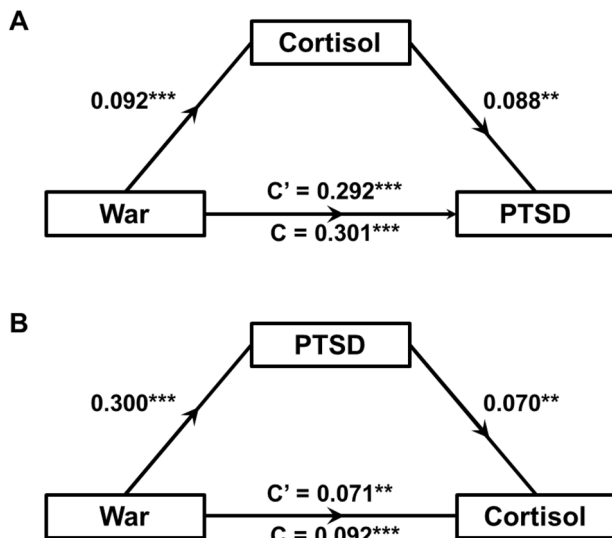 A
Cortisol
0.092***
0.088**
War
C’ = 0.292***
C = 0.301***
PTSD
B
PTSD
0.300***
0.070**
War
C’ = 0.071**
C = 0.092***
Cortisol